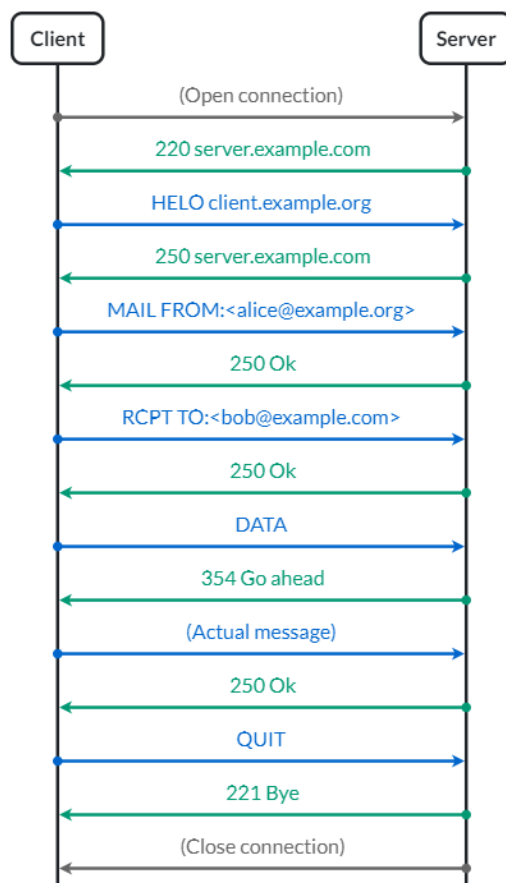 Client
Server
(Open connection)
220 server.example.com
HELO client.example.org
250 server.example.com
MAIL FROM:<alice@example.org>
250 Ok
RCPT TO:<bob@example.com>
250 Ok
DATA
354 Go ahead
(Actual message)
250 Ok
QUIT
221 Bye
(Close connection)